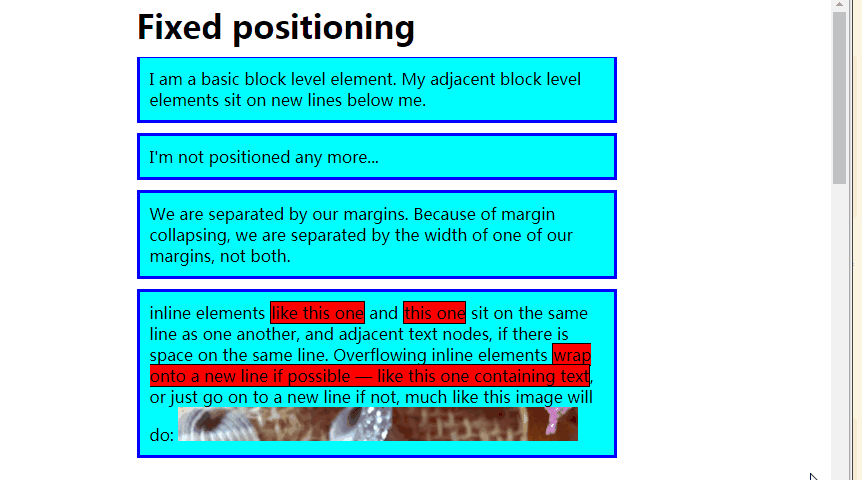 Fixed positioning
I am a basic block level element. My adjacent block level
elements sit on new lines below me.
I'm not positioned any more...
We are separated by our margins. Because of margin
collapsing, we are separated by the width of one of our
margins, not both.
inline elements like this one and this one sit on the same
line as one another, and adjacent text nodes, if there is
space on the same line. Overflowing inline elements wrap
onto a new line if possible — like this one containing text,
or just go on to a new line if not, much like this image will
do: